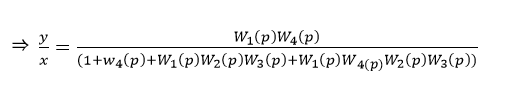 ⇒ y/x = W₁(p)W₄(p) / (1+w₄(p)+W₁(p)W₂(p)W₃(p)+W₁(p)W₄₍ₚ₎W₂(p)W₃(p))